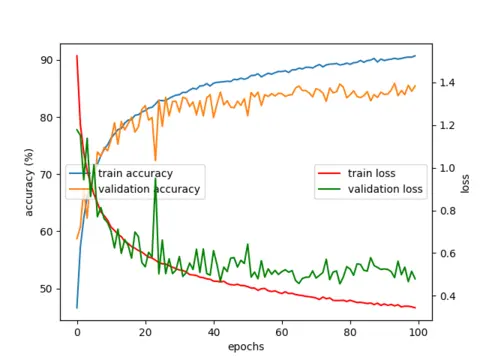 90
80
70
60
50
accuracy (%)
train accuracy
validation accuracy
train loss
validation loss
1.4
1.2
1.0
0.8
0.6
0.4
loss
0
20
40
60
80
100
epochs